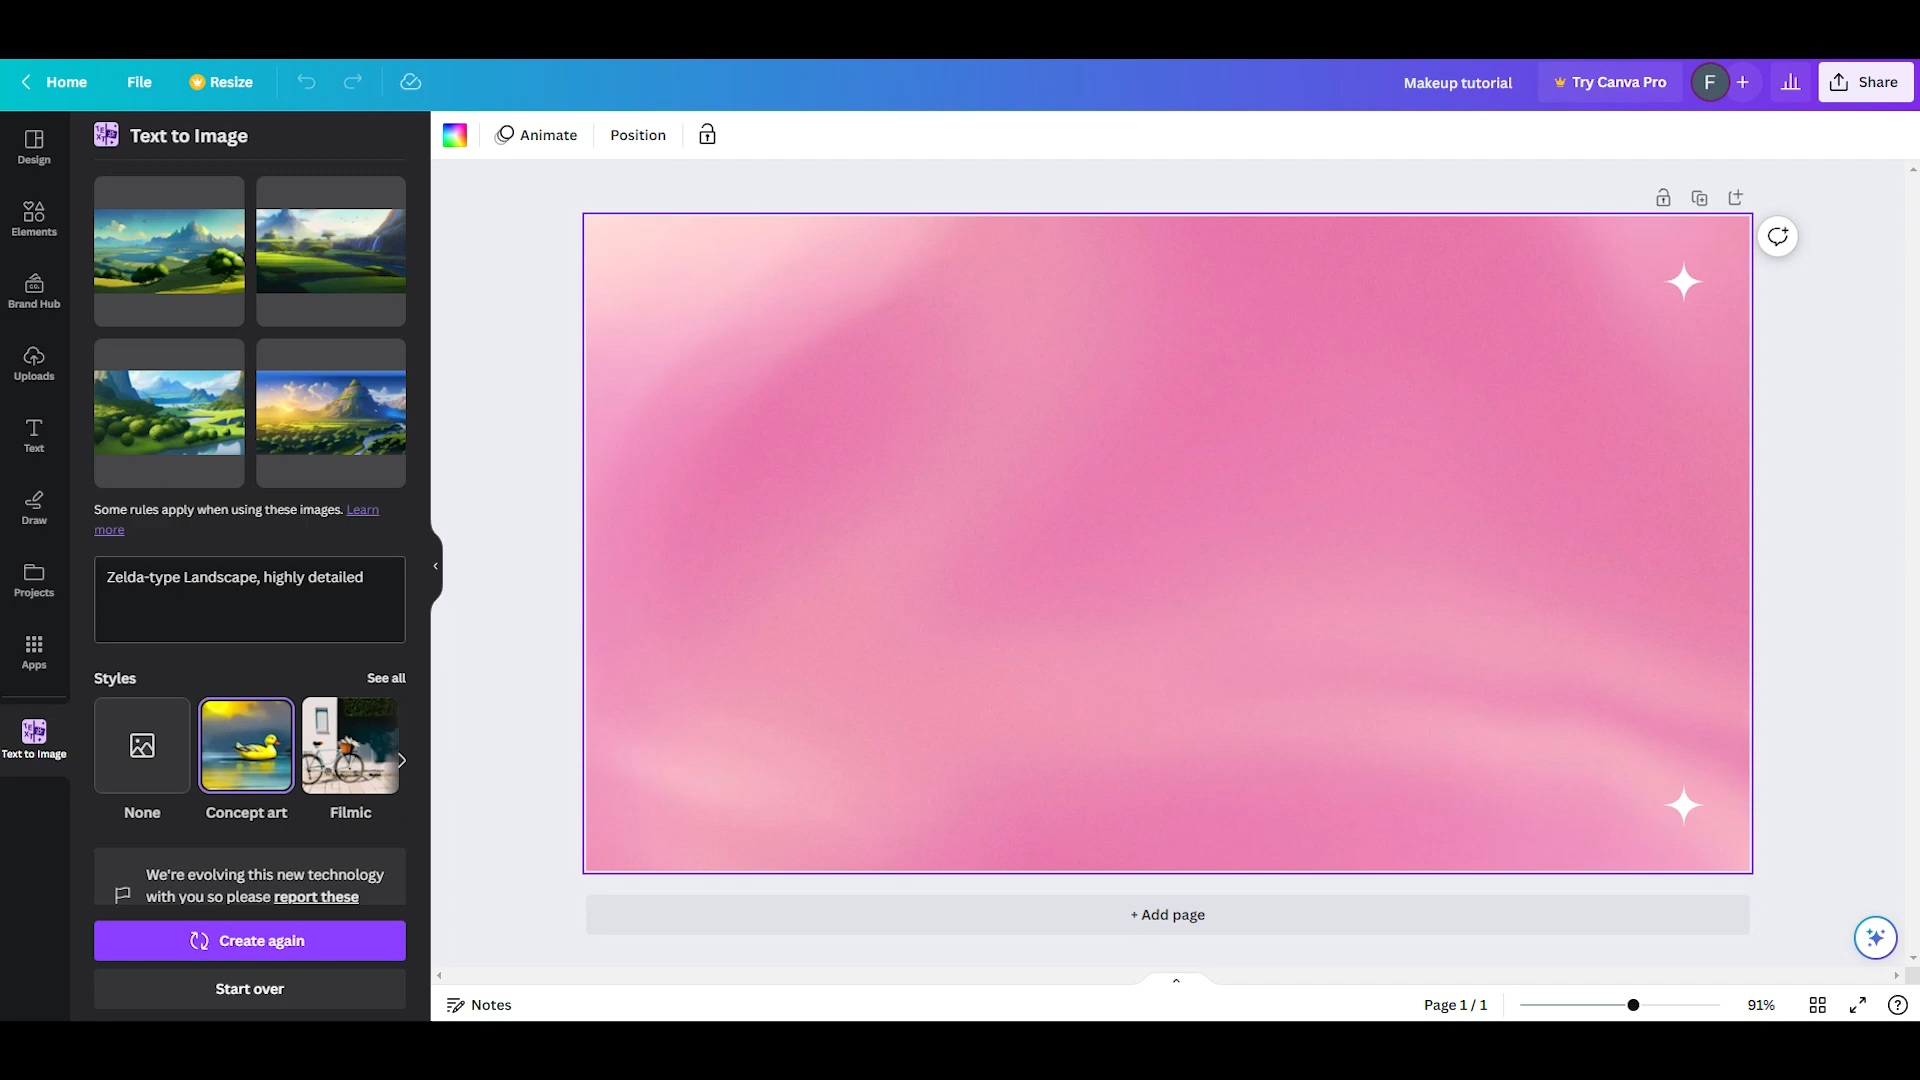 Home
File
Resize
Makeup tutorial
Try Canva Pro
F
Share
Design
Elements
Brand Hub
Uploads
Text
Draw
Projects
Apps
Text to Image
Text to Image
Some rules apply when using these images. Learn
more
Zelda-type Landscape, highly detailed
Styles
See all
None
Concept art
Filmic
We're evolving this new technology
with you so please report these
Create again
Start over
Animate
Position
+ Add page
Notes
Page 1 / 1
91%